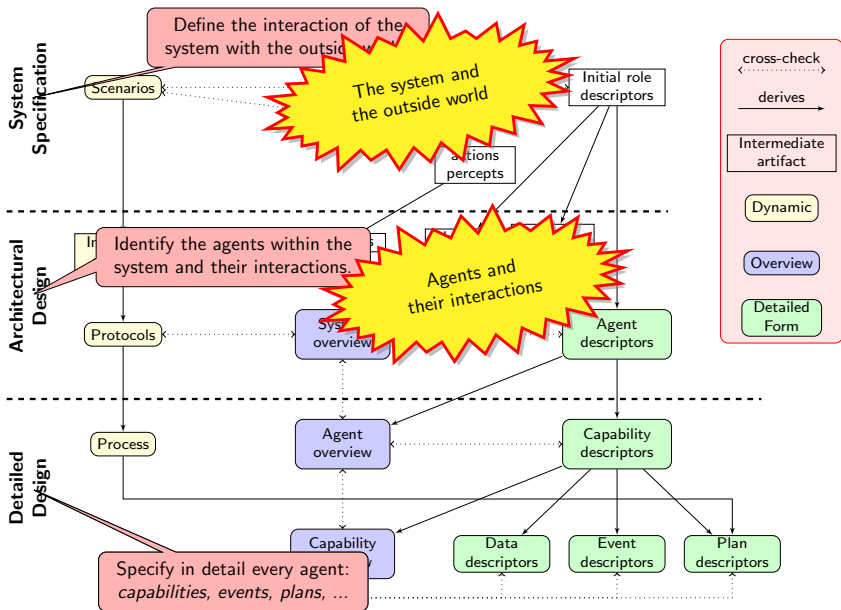 System
Specification
Define the interaction of the
system with the outside
Scenarios
The system and
the outside world
Initial role
descriptors
actions
percepts
cross-check
derives
Intermediate
artifact
Dynamic
Overview
Detailed
Form
Architectural
Design
Identify the agents within the
system and their interactions.
Agents and
their interactions
Protocols
overview
Agent
descriptors
Detailed
Design
Process
Agent
overview
Capability
descriptors
Capability
Data
descriptors
Event
descriptors
Plan
descriptors
Specify in detail every agent:
capabilities, events, plans, ...